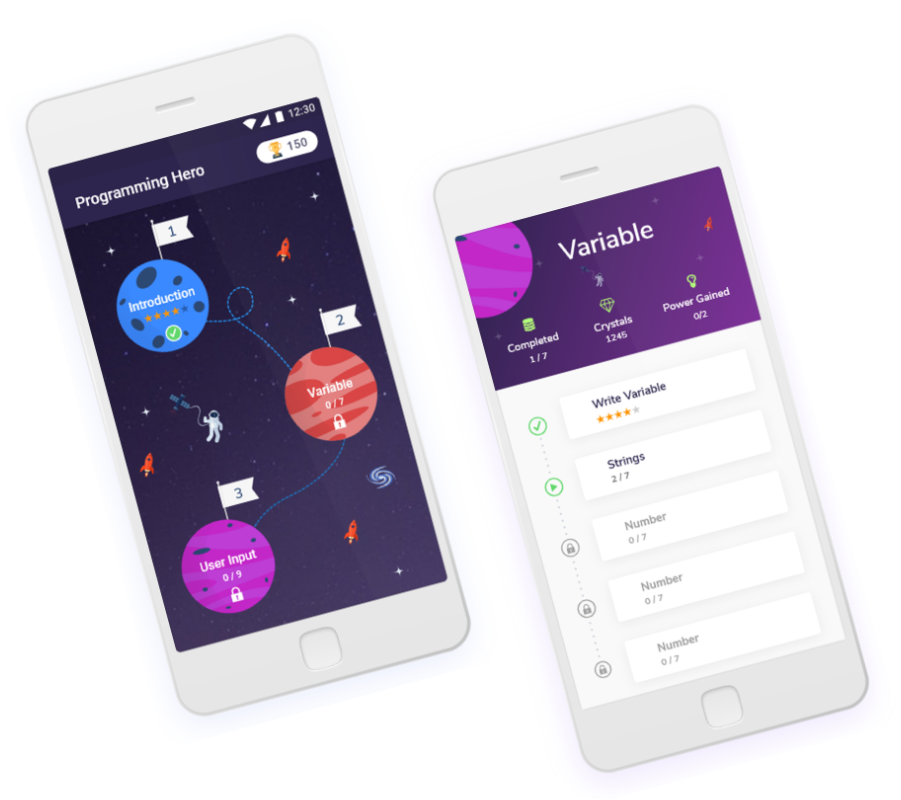 12:30
150
Programming Hero
1
Introduction
2
Variable
0 / 7
3
User Input
0 / 9
Variable
Completed
1 / 7
Crystals
1245
Power Gained
0/2
Write Variable
Strings
2 / 7
Number
0 / 7
Number
0 / 7
Number
0 / 7